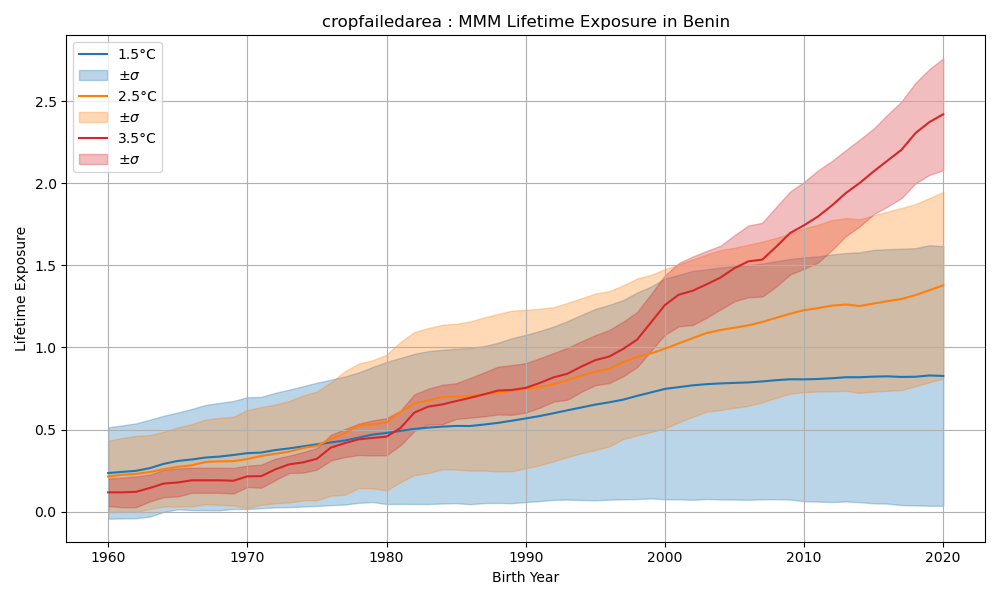 cropfailedarea : MMM Lifetime Exposure in Benin
1.5°C
±σ
2.5°C
±σ
3.5°C
±σ
Lifetime Exposure
2.5
2.0
1.5
1.0
0.5
0.0
1960 1970 1980 1990 2000 2010 2020
Birth Year